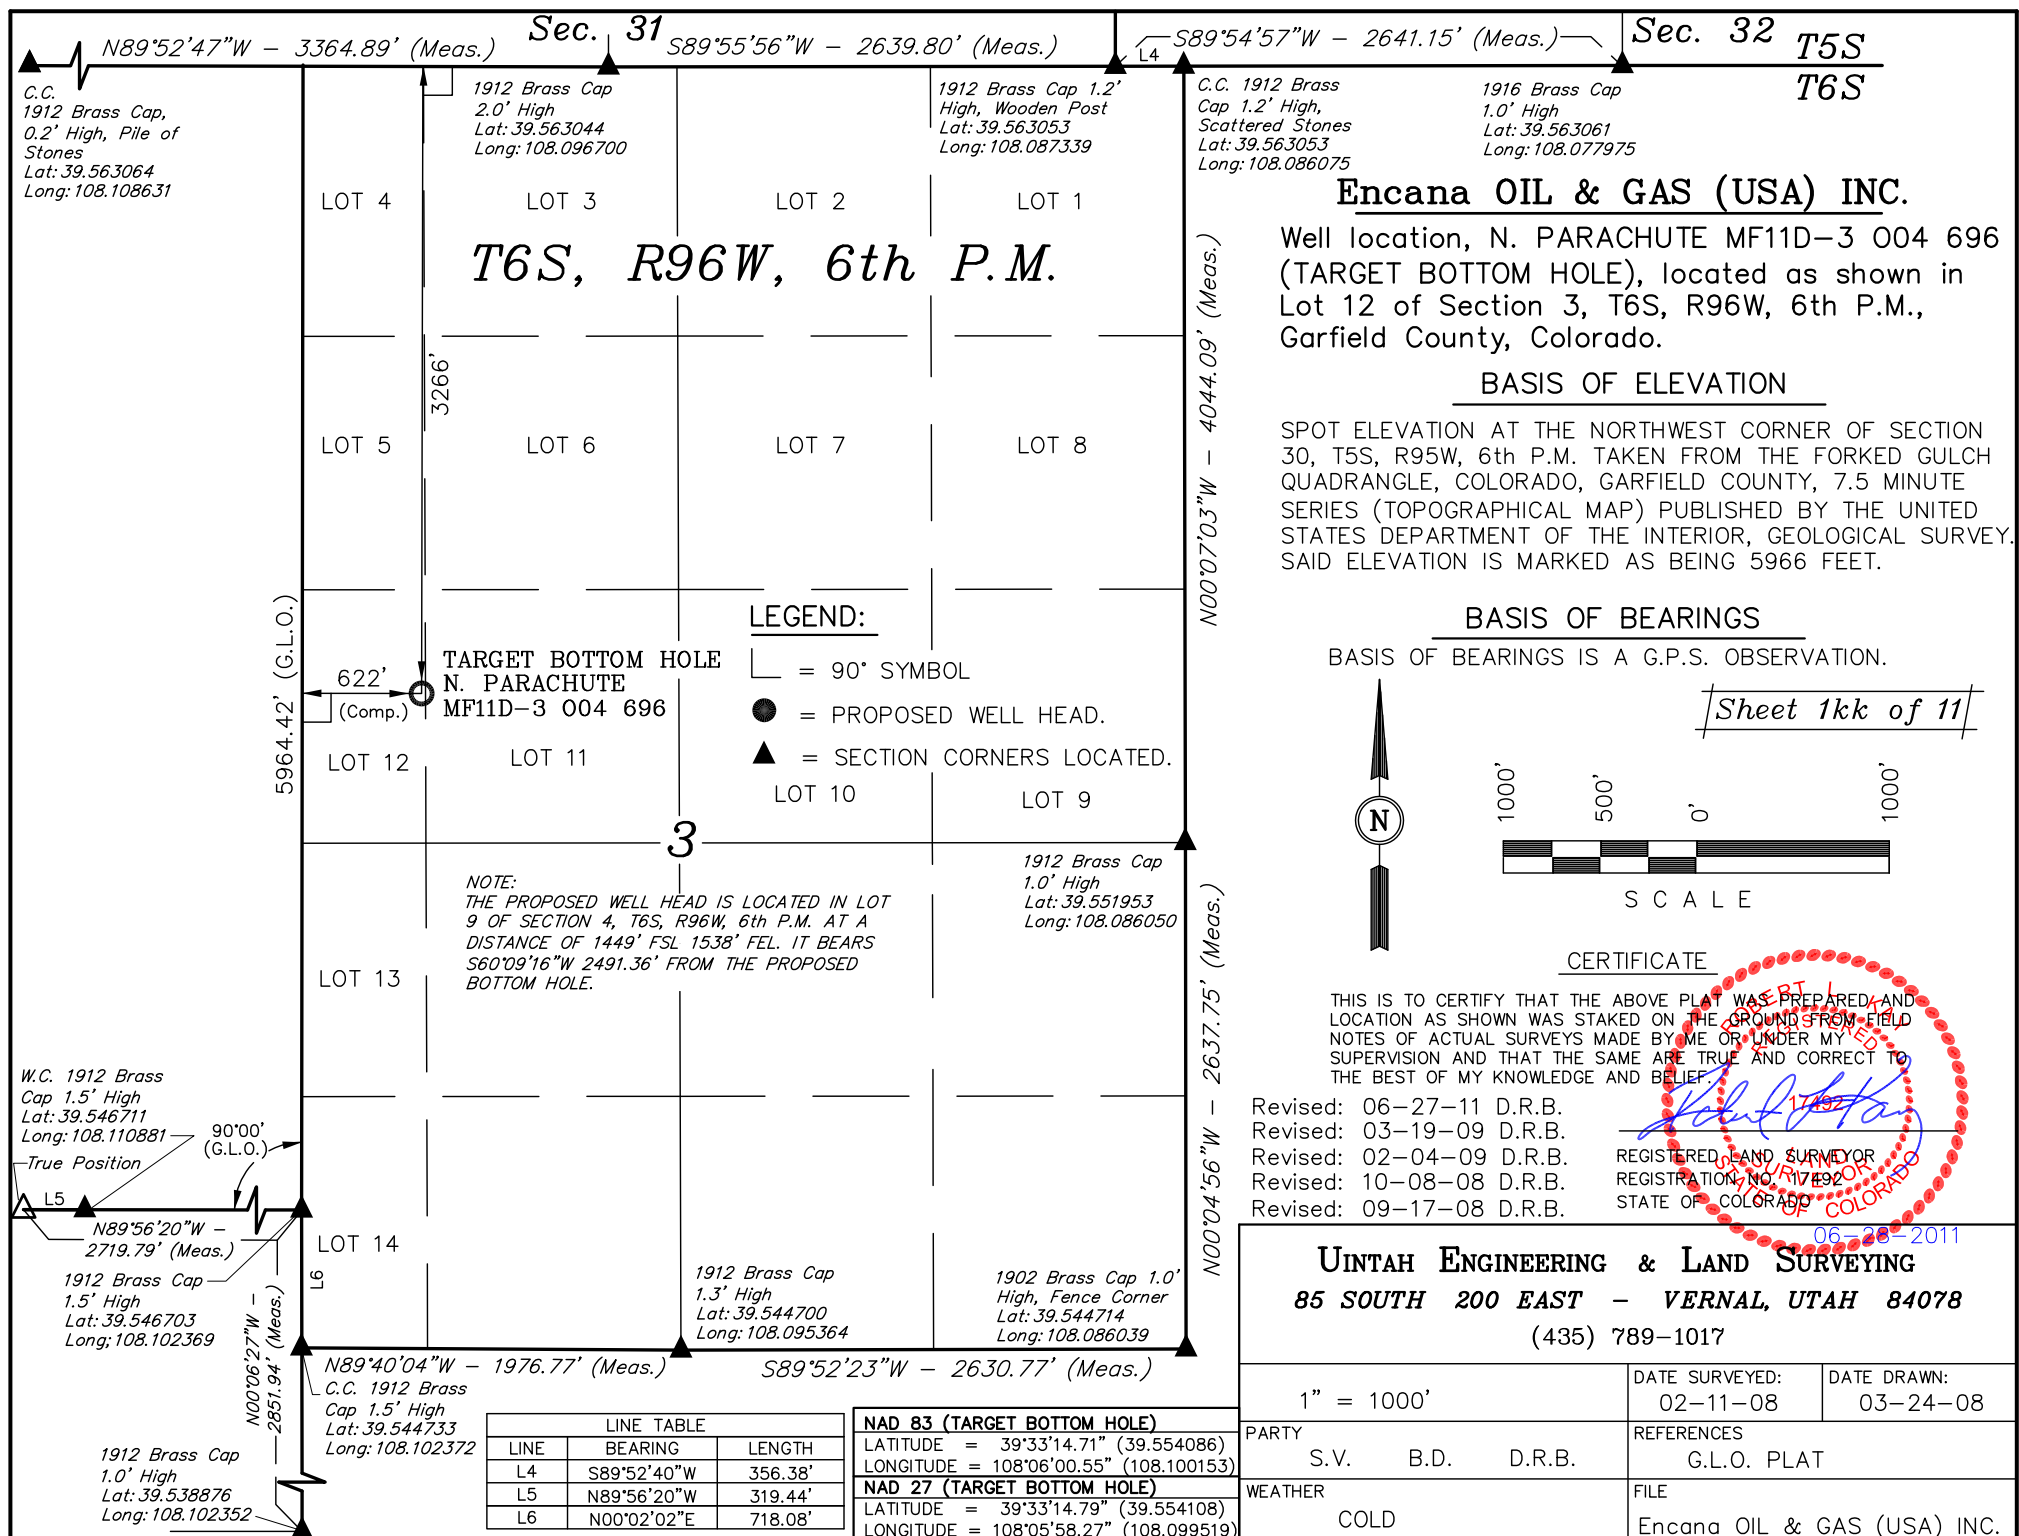 Sec. 31
Sec. 32
T5S
T6S
N89°52'47"W – 3364.89' (Meas.)
S89°55'56"W – 2639.80' (Meas.)
L4
S89°54'57"W – 2641.15' (Meas.)
C.C.
1912 Brass Cap,
0.2' High, Pile of
Stones
Lat: 39.563064
Long: 108.108631
1912 Brass Cap
2.0' High
Lat: 39.563044
Long: 108.096700
1912 Brass Cap 1.2'
High, Wooden Post
Lat: 39.563053
Long: 108.087339
C.C. 1912 Brass
Cap 1.2' High,
Scattered Stones
Lat: 39.563053
Long: 108.086075
1916 Brass Cap
1.0' High
Lat: 39.563061
Long: 108.077975
LOT 4
LOT 3
LOT 2
LOT 1
T6S, R96W, 6th P.M.
3266'
LOT 5
LOT 6
LOT 7
LOT 8
N00°07'03"W – 4044.09' (Meas.)
5964.42' (G.L.O.)
622'
(Comp.)
TARGET BOTTOM HOLE
N. PARACHUTE
MF11D–3 O04 696
LEGEND:
= 90° SYMBOL
= PROPOSED WELL HEAD.
= SECTION CORNERS LOCATED.
LOT 12
LOT 11
LOT 10
LOT 9
3
NOTE:
THE PROPOSED WELL HEAD IS LOCATED IN LOT
9 OF SECTION 4, T6S, R96W, 6th P.M. AT A
DISTANCE OF 1449' FSL 1538' FEL. IT BEARS
S60°09'16"W 2491.36' FROM THE PROPOSED
BOTTOM HOLE.
1912 Brass Cap
1.0' High
Lat: 39.551953
Long: 108.086050
LOT 13
N00°04'56"W – 2637.75' (Meas.)
W.C. 1912 Brass
Cap 1.5' High
Lat: 39.546711
Long: 108.110881
True Position
90°00'
(G.L.O.)
L5
N89°56'20"W –
2719.79' (Meas.)
1912 Brass Cap
1.5' High
Lat: 39.546703
Long; 108.102369
N00°06'27"W –
2851.94' (Meas.)
LOT 14
L6
1912 Brass Cap
1.3' High
Lat: 39.544700
Long: 108.095364
1902 Brass Cap 1.0'
High, Fence Corner
Lat: 39.544714
Long: 108.086039
N89°40'04"W – 1976.77' (Meas.)
S89°52'23"W – 2630.77' (Meas.)
C.C. 1912 Brass
Cap 1.5' High
Lat: 39.544733
Long: 108.102372
1912 Brass Cap
1.0' High
Lat: 39.538876
Long: 108.102352
LINE TABLE
LINE BEARING LENGTH
L4 S89°52'40"W 356.38'
L5 N89°56'20"W 319.44'
L6 N00°02'02"E 718.08'
NAD 83 (TARGET BOTTOM HOLE)
LATITUDE = 39°33'14.71" (39.554086)
LONGITUDE = 108°06'00.55" (108.100153)
NAD 27 (TARGET BOTTOM HOLE)
LATITUDE = 39°33'14.79" (39.554108)
LONGITUDE = 108°05'58.27" (108.099519)
Encana OIL & GAS (USA) INC.
Well location, N. PARACHUTE MF11D–3 O04 696
(TARGET BOTTOM HOLE), located as shown in
Lot 12 of Section 3, T6S, R96W, 6th P.M.,
Garfield County, Colorado.
BASIS OF ELEVATION
SPOT ELEVATION AT THE NORTHWEST CORNER OF SECTION
30, T5S, R95W, 6th P.M. TAKEN FROM THE FORKED GULCH
QUADRANGLE, COLORADO, GARFIELD COUNTY, 7.5 MINUTE
SERIES (TOPOGRAPHICAL MAP) PUBLISHED BY THE UNITED
STATES DEPARTMENT OF THE INTERIOR, GEOLOGICAL SURVEY.
SAID ELEVATION IS MARKED AS BEING 5966 FEET.
BASIS OF BEARINGS
BASIS OF BEARINGS IS A G.P.S. OBSERVATION.
Sheet 1kk of 11
N
1000'
500'
0'
1000'
SCALE
CERTIFICATE
THIS IS TO CERTIFY THAT THE ABOVE PLAT WAS PREPARED AND
LOCATION AS SHOWN WAS STAKED ON THE GROUND FROM FIELD
NOTES OF ACTUAL SURVEYS MADE BY ME OR UNDER MY
SUPERVISION AND THAT THE SAME ARE TRUE AND CORRECT TO
THE BEST OF MY KNOWLEDGE AND BELIEF.
ROBERT L. KAY
REGISTERED
17492
LAND
SURVEYOR
STATE OF COLORADO
Revised: 06–27–11 D.R.B.
Revised: 03–19–09 D.R.B.
Revised: 02–04–09 D.R.B.
Revised: 10–08–08 D.R.B.
Revised: 09–17–08 D.R.B.
REGISTERED LAND SURVEYOR
REGISTRATION NO. 17492
STATE OF COLORADO
06-28-2011
UINTAH ENGINEERING & LAND SURVEYING
85 SOUTH 200 EAST – VERNAL, UTAH 84078
(435) 789–1017
1" = 1000'
DATE SURVEYED:
02–11–08
DATE DRAWN:
03–24–08
PARTY
S.V. B.D. D.R.B.
REFERENCES
G.L.O. PLAT
WEATHER
COLD
FILE
Encana OIL & GAS (USA) INC.